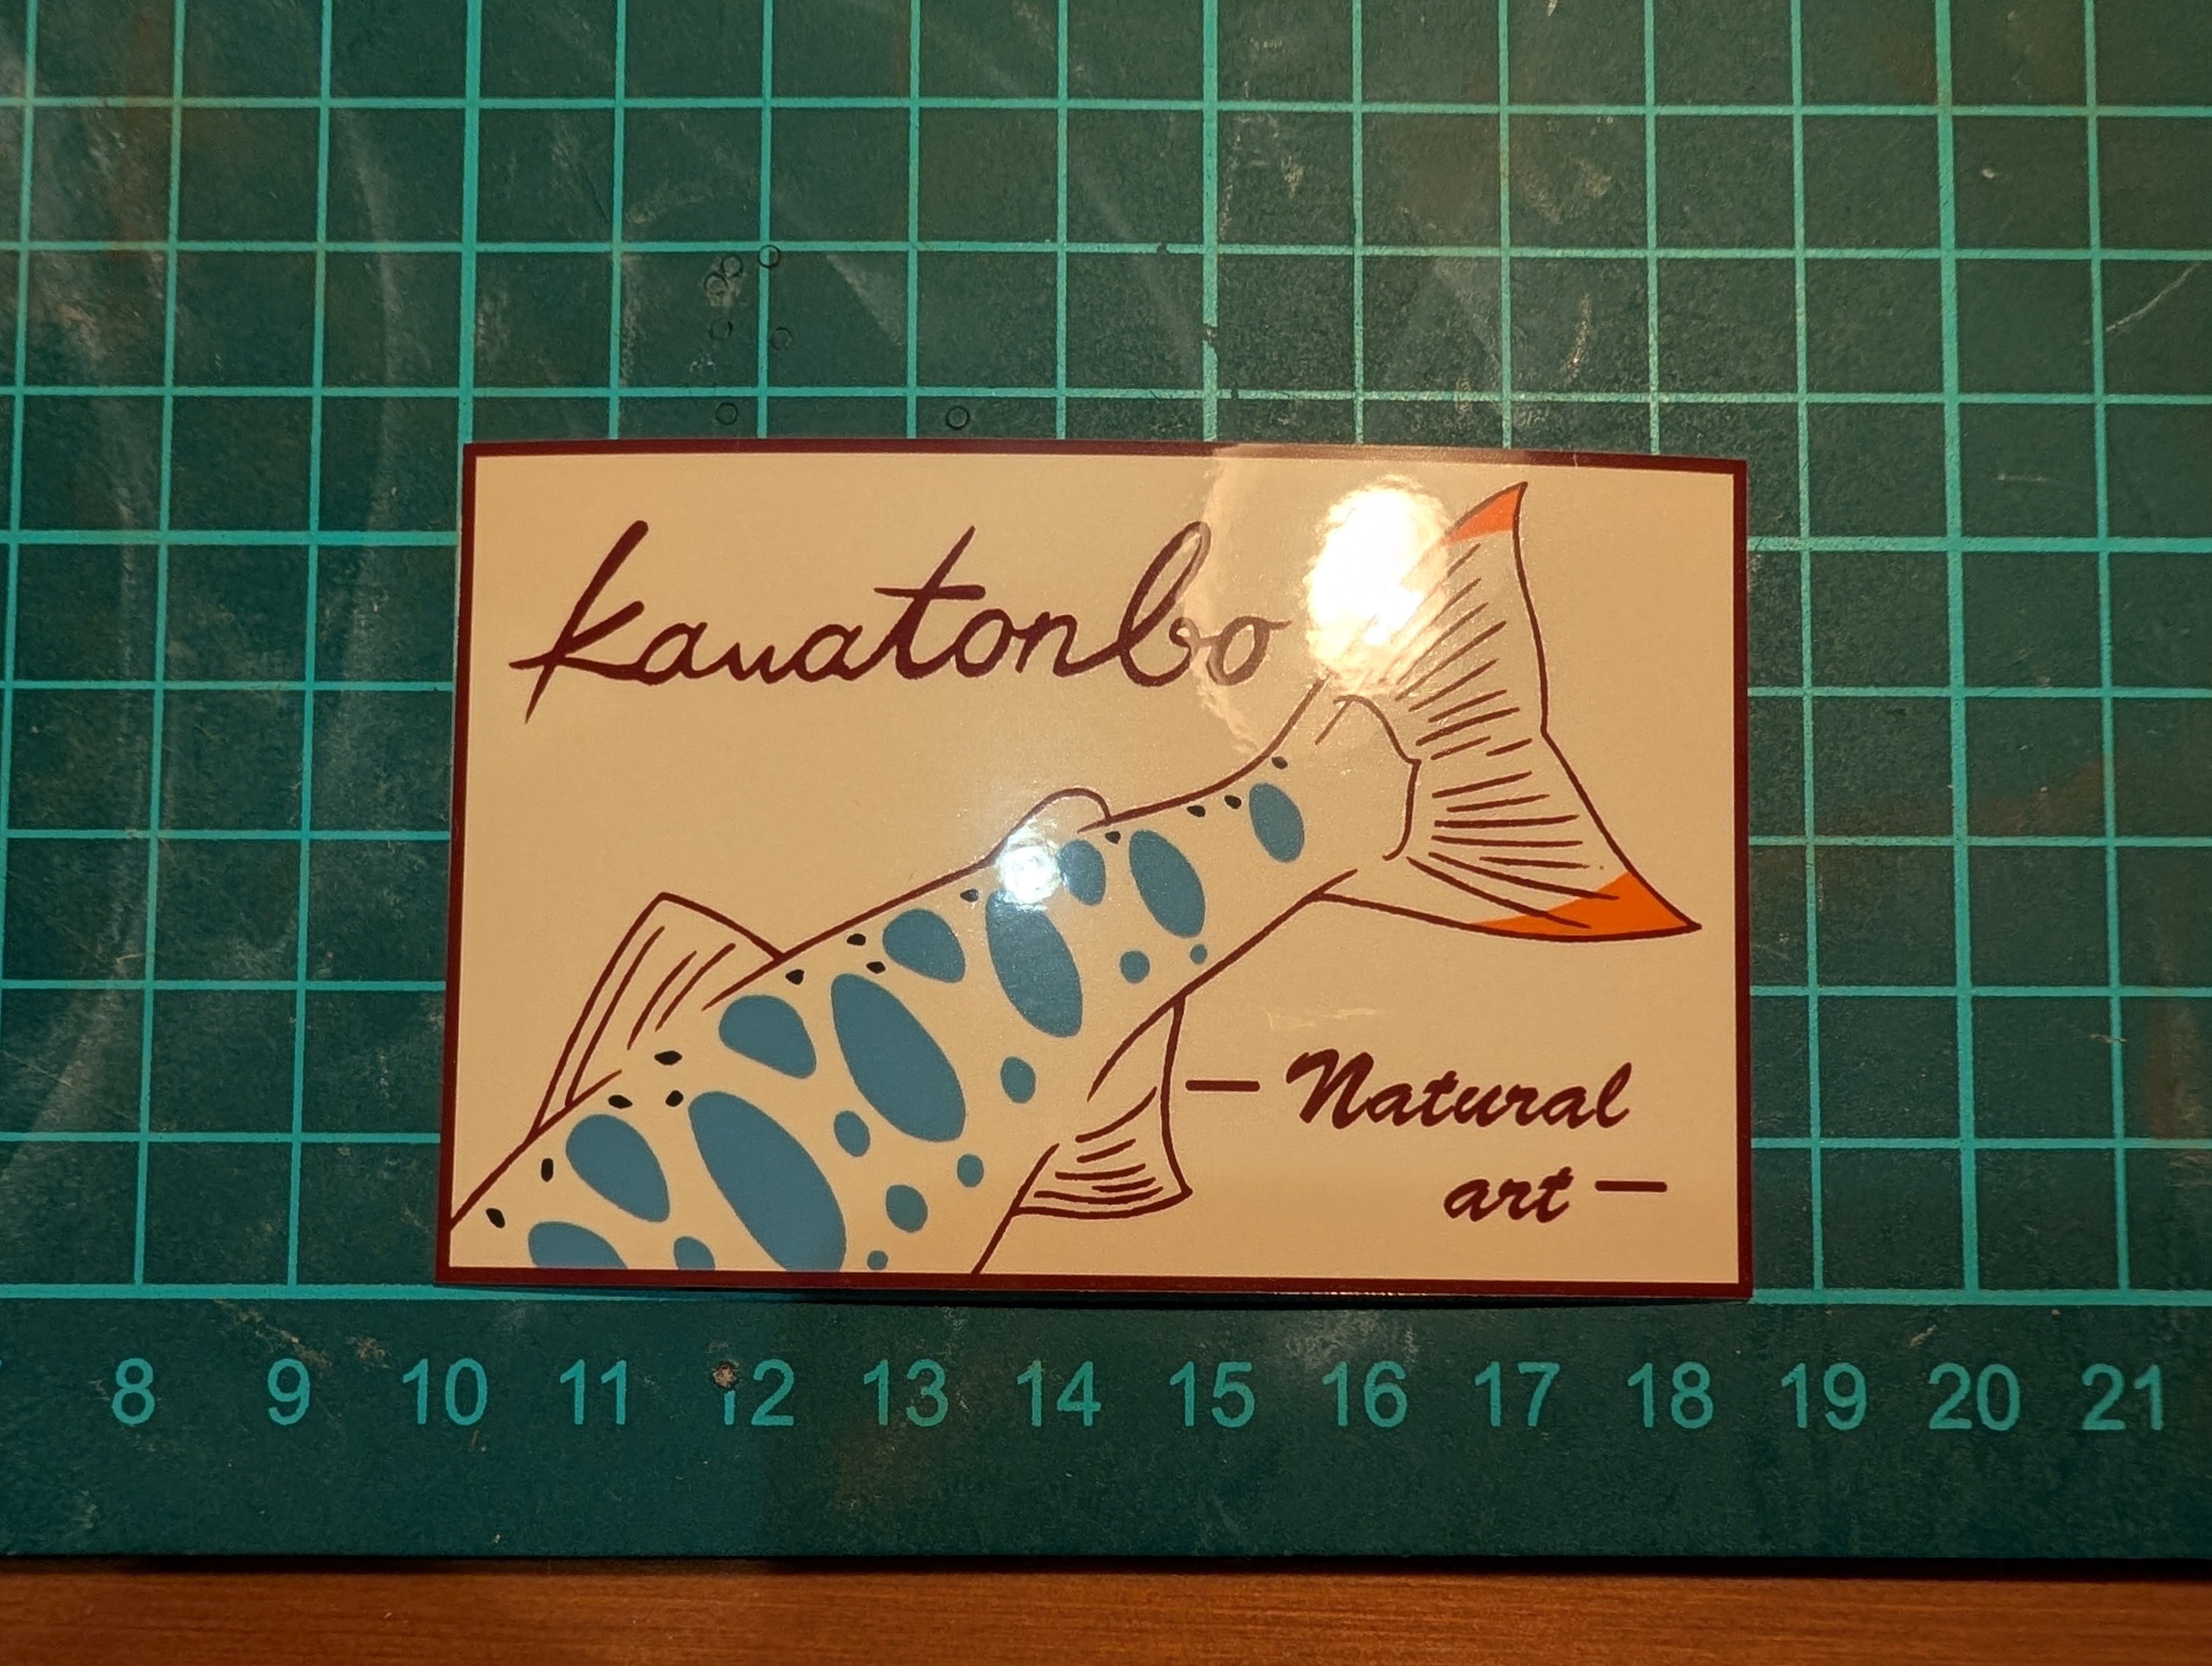 kawatonbo
— Natural
art —
8 9 10 11 12 13 14 15 16 17 18 19 20 21